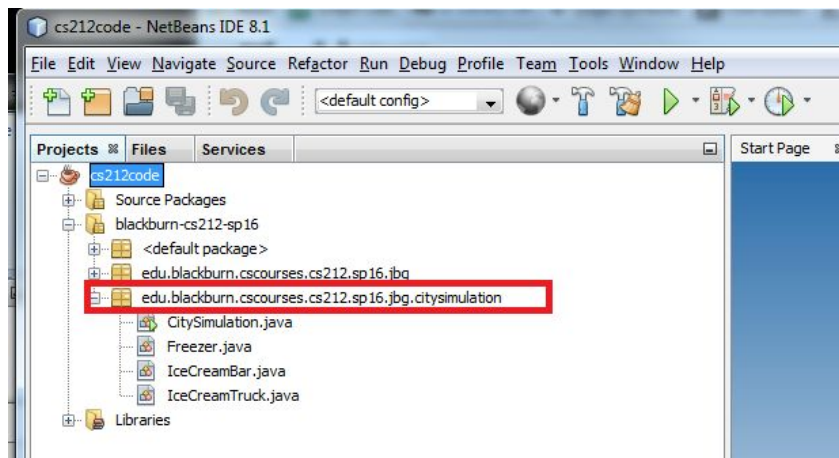 cs212code - NetBeans IDE 8.1
File Edit View Navigate Source Refactor Run Debug Profile Team Tools Window Help
<default config>
Projects Files Services Start Page
cs212code
Source Packages
blackburn-cs212-sp16
<default package>
edu.blackburn.cscourses.cs212.sp16.jbg
edu.blackburn.cscourses.cs212.sp16.jbg.citysimulation
CitySimulation.java
Freezer.java
IceCreamBar.java
IceCreamTruck.java
Libraries